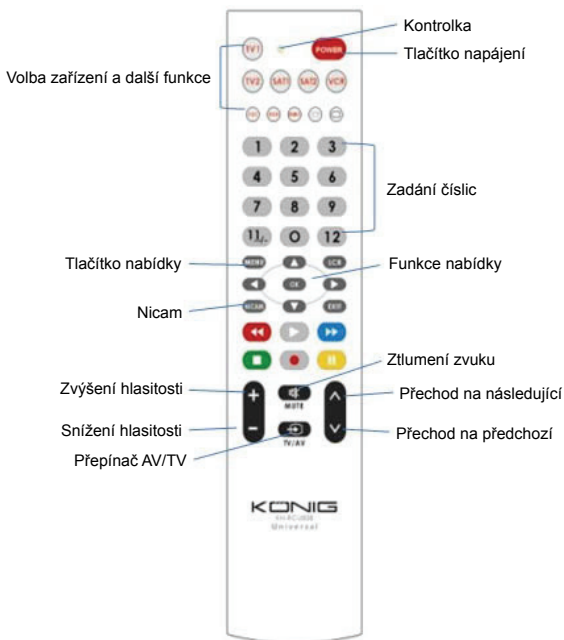 Kontrolka
TV1
POWER
Tlačítko napájení
Volba zařízení a další funkce
TV2 SAT1 SAT2 VCR
1 2 3
4 5 6
Zadání číslic
7 8 9
11/-. 0 12
Tlačítko nabídky
MENU
Funkce nabídky
OK
Nicam
NICAM
EXIT
Ztlumení zvuku
Zvýšení hlasitosti
+
MUTE
Přechod na následující
Snížení hlasitosti
-
Přechod na předchozí
Přepínač AV/TV
TV/AV
KÖNIG
Universal